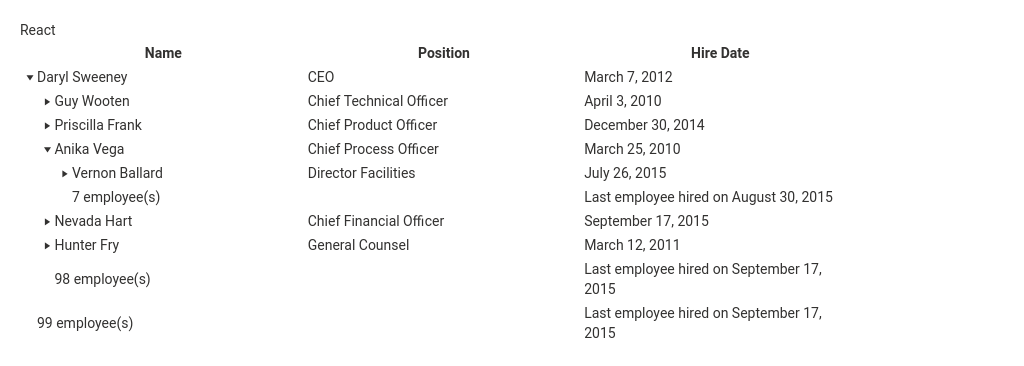 React
Name Position Hire Date
Daryl Sweeney CEO March 7, 2012
Guy Wooten Chief Technical Officer April 3, 2010
Priscilla Frank Chief Product Officer December 30, 2014
Anika Vega Chief Process Officer March 25, 2010
Vernon Ballard Director Facilities July 26, 2015
7 employee(s) Last employee hired on August 30, 2015
Nevada Hart Chief Financial Officer September 17, 2015
Hunter Fry General Counsel March 12, 2011
98 employee(s) Last employee hired on September 17,
2015
99 employee(s) Last employee hired on September 17,
2015